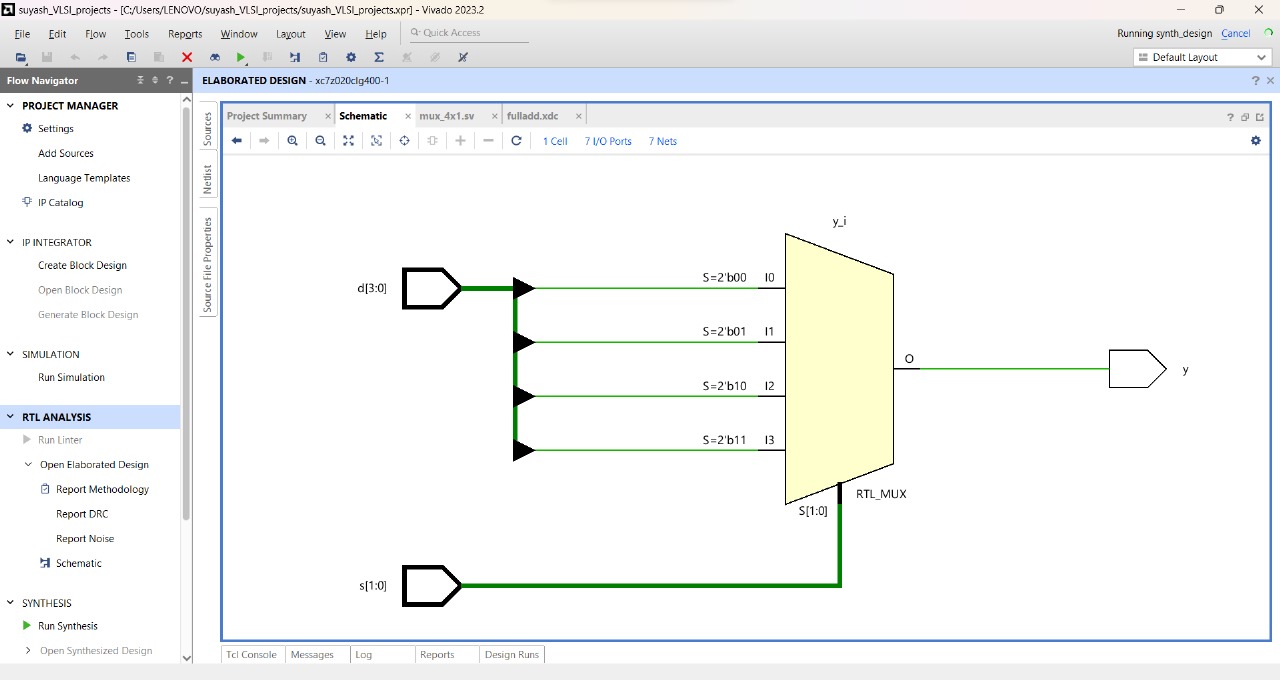 suyash_VLSI_projects - [C:/Users/LENOVO/suyash_VLSI_projects/suyash_VLSI_projects.xpr] - Vivado 2023.2
File Edit Flow Tools Reports Window Layout View Help Quick Access
Running synth_design Cancel
Default Layout
Flow Navigator
ELABORATED DESIGN - xc7z020clg400-1
PROJECT MANAGER
Settings
Add Sources
Language Templates
IP Catalog
IP INTEGRATOR
Create Block Design
Open Block Design
Generate Block Design
SIMULATION
Run Simulation
RTL ANALYSIS
Run Linter
Open Elaborated Design
Report Methodology
Report DRC
Report Noise
Schematic
SYNTHESIS
Run Synthesis
Open Synthesized Design
Sources
Netlist
Source File Properties
Project Summary Schematic mux_4x1.sv fulladd.xdc
1 Cell 7 I/O Ports 7 Nets
y_i
d[3:0]
S=2'b00 I0
S=2'b01 I1
S=2'b10 I2
S=2'b11 I3
O
y
RTL_MUX
S[1:0]
s[1:0]
Tcl Console Messages Log Reports Design Runs